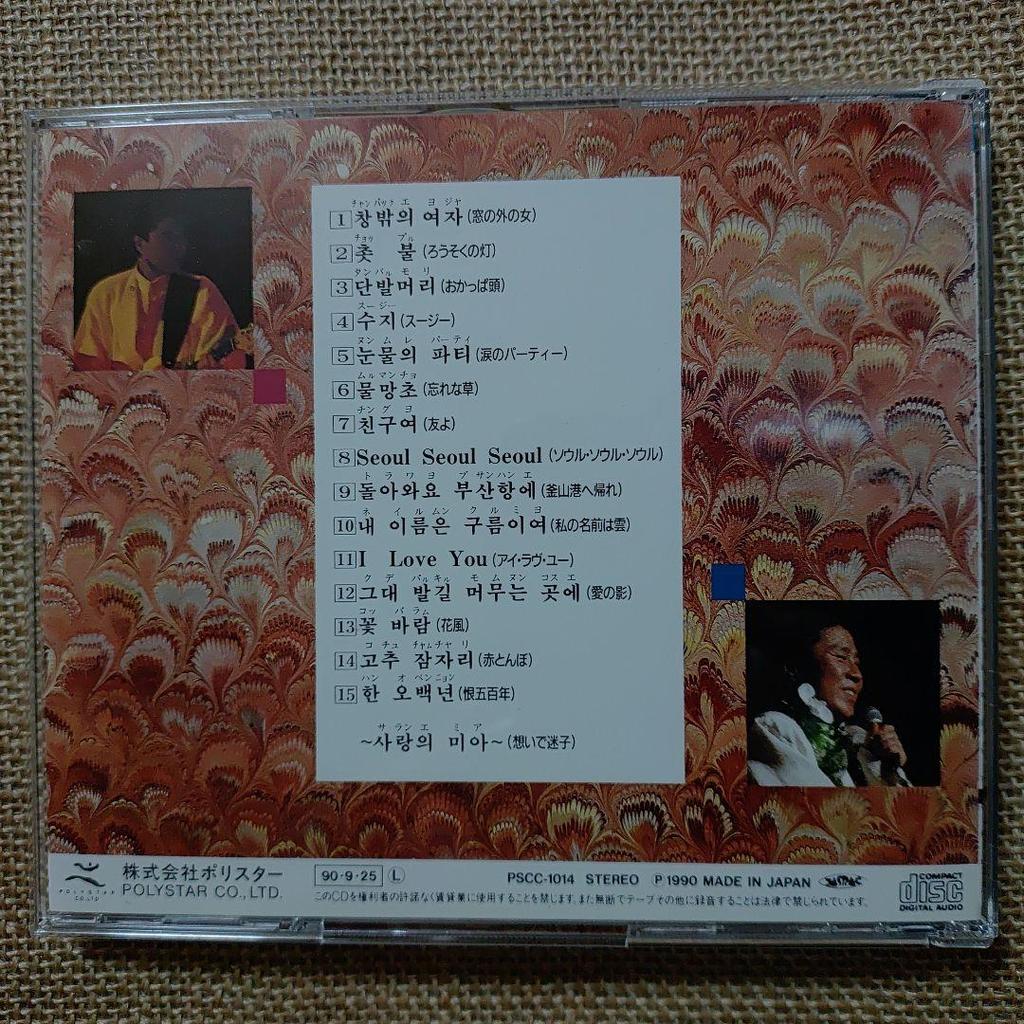 チャンパック エ ヨ ジャ
1 창밖의 여자 (窓の外の女)
チョッ プル
2 촛 불 (ろうそくの灯)
タンバル モ リ
3 단발머리 (おかっぱ頭)
スージー
4 수지 (スージー)
ヌン ム レ パーティ
5 눈물의 파티 (涙のパーティー)
ムルマンチョ
6 물망초 (忘れな草)
チン グ ヨ
7 친구여 (友よ)
8 Seoul Seoul Seoul (ソウル・ソウル・ソウル)
ト ラ ワ ヨ プサンハン エ
9 돌아와요 부산항에 (釜山港へ帰れ)
ネ イ ル ムン ク ル ミ ヨ
10 내 이름은 구름이여 (私の名前は雲)
11 I Love You (アイ・ラヴ・ユー)
ク デ パルキル モ ム ヌン コス エ
12 그대 발길 머무는 곳에 (愛の影)
コッ パ ラム
13 꽃 바람 (花風)
コ チュ チャムチャ リ
14 고추 잠자리 (赤とんぼ)
ハン オ ペンニョン
15 한 오백년 (恨五百年)
サ ラン エ ミ ア
~사랑의 미아~ (想いで迷子)
POLYSTAR
CO., LTD.
株式会社ポリスター
POLYSTAR CO., LTD.
90・9・25 L
PSCC-1014 STEREO Ⓟ1990 MADE IN JAPAN
COMPACT
disc
DIGITAL AUDIO
このCDを権利者の許諾なく賃貸業に使用することを禁じます。また無断でテープその他に録音することは法律で禁じられています。